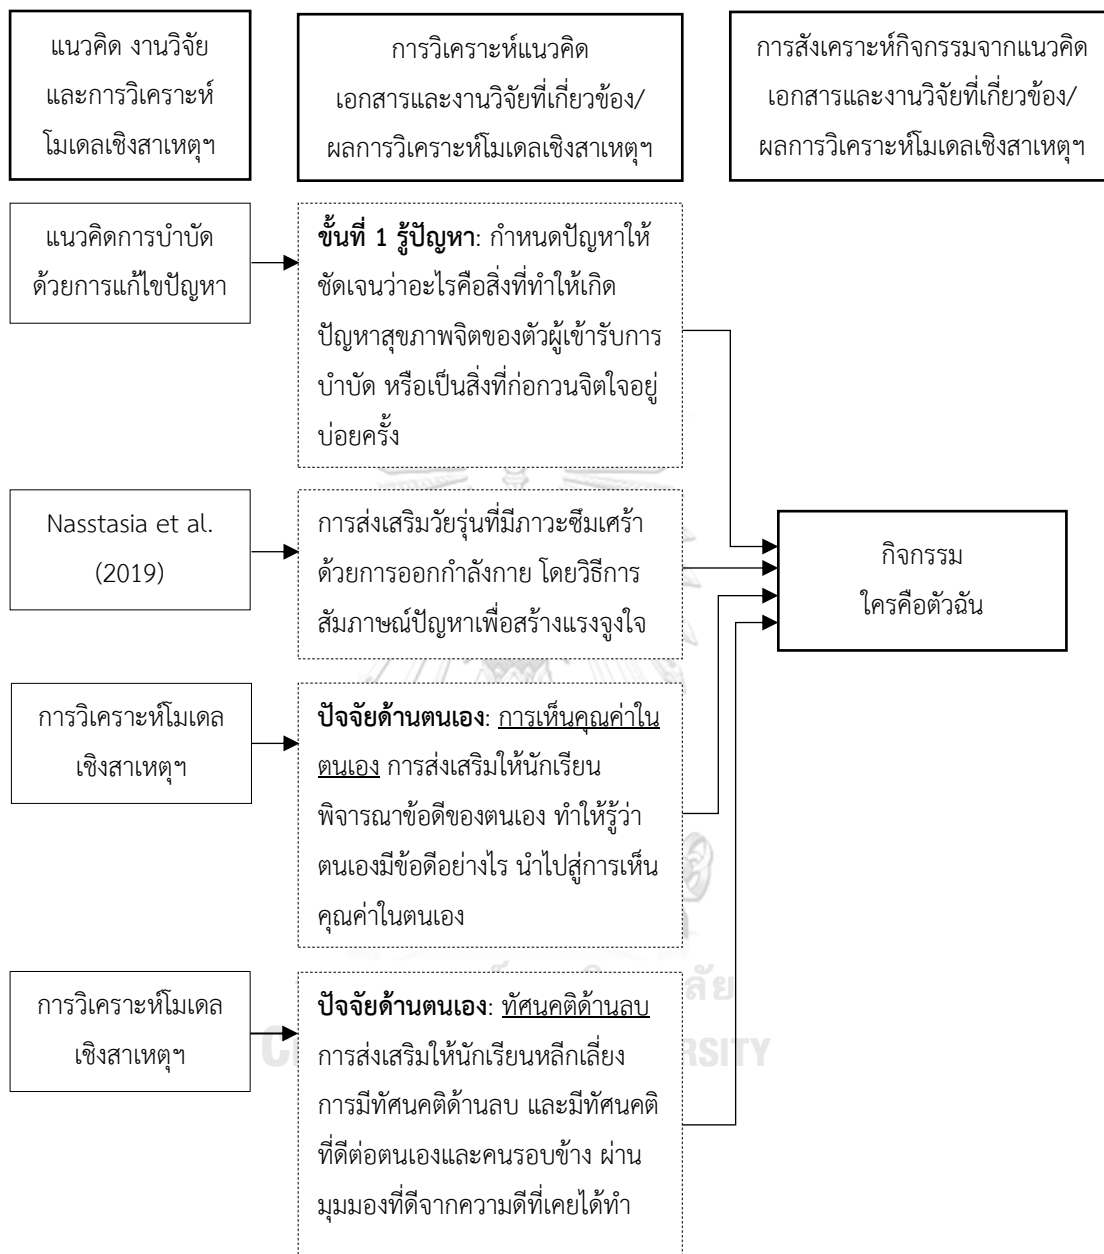 แนวคิด งานวิจัย
และการวิเคราะห์
โมเดลเชิงสาเหตุฯ
การวิเคราะห์แนวคิด
เอกสารและงานวิจัยที่เกี่ยวข้อง/
ผลการวิเคราะห์โมเดลเชิงสาเหตุฯ
การสังเคราะห์กิจกรรมจากแนวคิด
เอกสารและงานวิจัยที่เกี่ยวข้อง/
ผลการวิเคราะห์โมเดลเชิงสาเหตุฯ
แนวคิดการบำบัด
ด้วยการแก้ไขปัญหา
ขั้นที่ 1 รู้ปัญหา: กำหนดปัญหาให้
ชัดเจนว่าอะไรคือสิ่งที่ทำให้เกิด
ปัญหาสุขภาพจิตของตัวผู้เข้ารับการ
บำบัด หรือเป็นสิ่งที่ก่อกวนจิตใจอยู่
บ่อยครั้ง
Nasstasia et al.
(2019)
การส่งเสริมวัยรุ่นที่มีภาวะซึมเศร้า
ด้วยการออกกำลังกาย โดยวิธีการ
สัมภาษณ์ปัญหาเพื่อสร้างแรงจูงใจ
กิจกรรม
ใครคือตัวฉัน
การวิเคราะห์โมเดล
เชิงสาเหตุฯ
ปัจจัยด้านตนเอง: การเห็นคุณค่าใน
ตนเอง การส่งเสริมให้นักเรียน
พิจารณาข้อดีของตนเอง ทำให้รู้ว่า
ตนเองมีข้อดีอย่างไร นำไปสู่การเห็น
คุณค่าในตนเอง
การวิเคราะห์โมเดล
เชิงสาเหตุฯ
ปัจจัยด้านตนเอง: ทัศนคติด้านลบ
การส่งเสริมให้นักเรียนหลีกเลี่ยง
การมีทัศนคติด้านลบ และมีทัศนคติ
ที่ดีต่อตนเองและคนรอบข้าง ผ่าน
มุมมองที่ดีจากความดีที่เคยได้ทำ